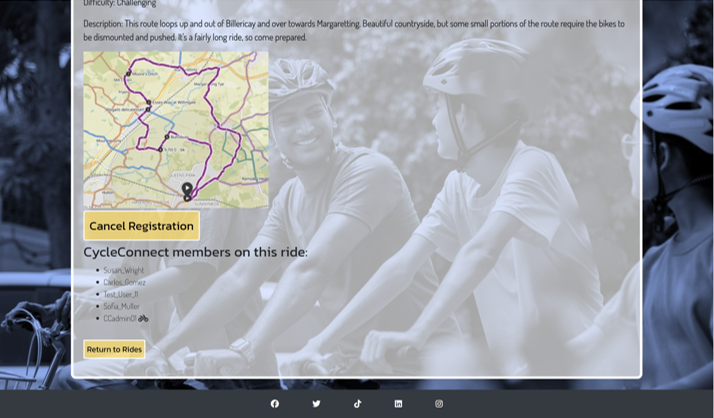 Difficulty: Challenging
Description: This route loops up and out of Billericay and over towards Margaretting. Beautiful countryside, but some small portions of the route require the bikes to
be dismounted and pushed. It's a fairly long ride, so come prepared.
Cancel Registration
CycleConnect members on this ride:
Susan_Wright
Carlos_Gomez
Test_User_11
Sofia_Muller
CCadmin01
Return to Rides